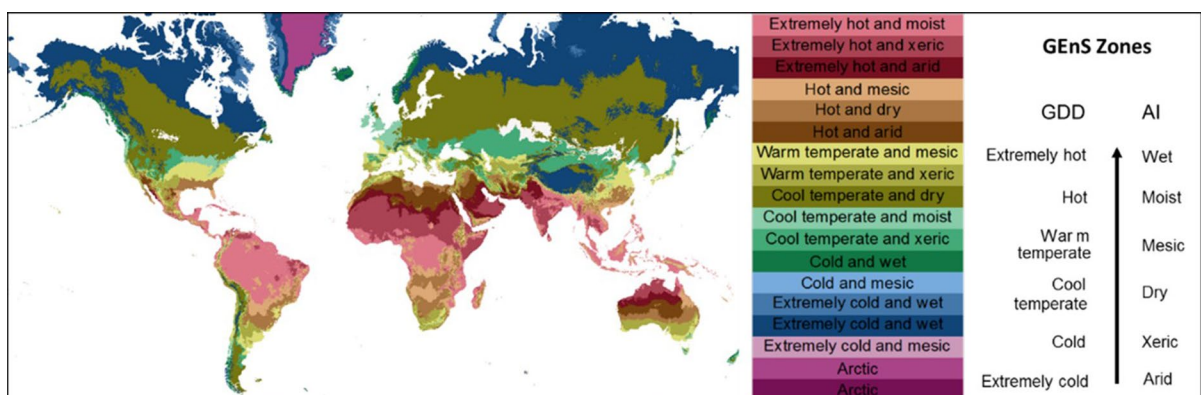 Extremely hot and moist
Extremely hot and xeric
Extremely hot and arid
Hot and mesic
Hot and dry
Hot and arid
Warm temperate and mesic
Warm temperate and xeric
Cool temperate and dry
Cool temperate and moist
Cool temperate and xeric
Cold and wet
Cold and mesic
Extremely cold and wet
Extremely cold and wet
Extremely cold and mesic
Arctic
Arctic
GEnS Zones
GDD AI
Extremely hot Wet
Hot Moist
War m
temperate Mesic
Cool
temperate Dry
Cold Xeric
Extremely cold Arid